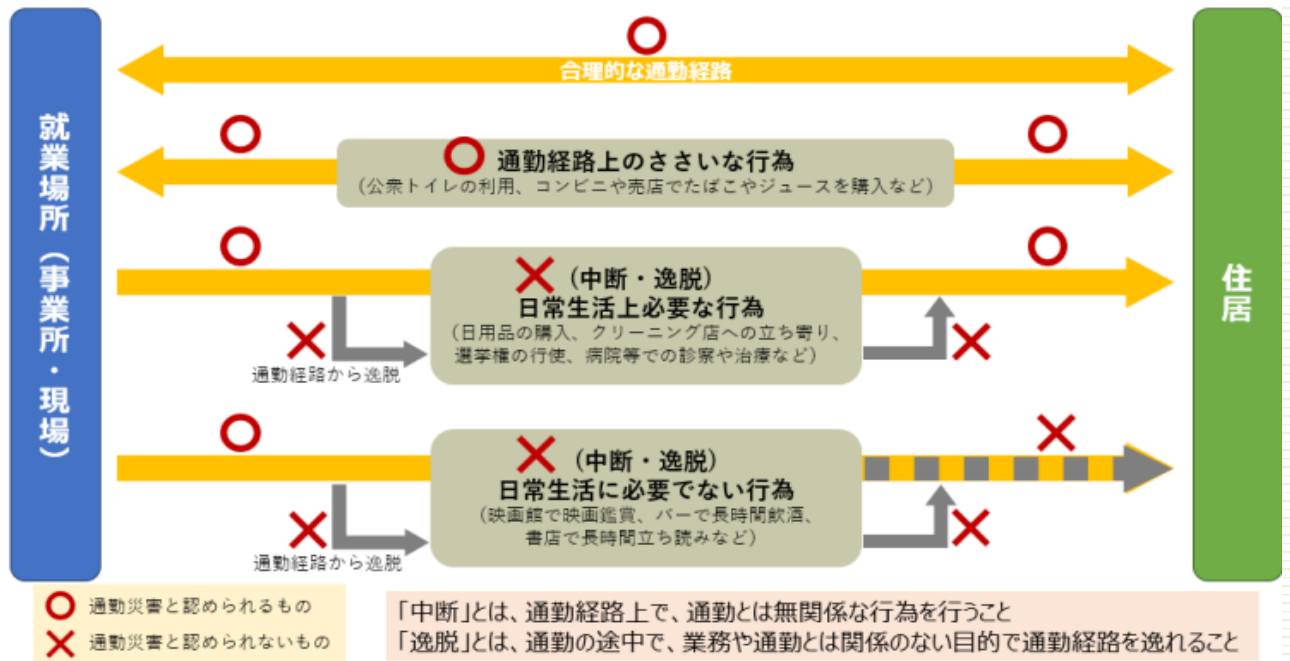 就業場所（事業所・現場）
合理的な通勤経路
通勤経路上のささいな行為
（公衆トイレの利用、コンビニや売店でたばこやジュースを購入など）
（中断・逸脱）
日常生活上必要な行為
（日用品の購入、クリーニング店への立ち寄り、
選挙権の行使、病院等での診察や治療など）
通勤経路から逸脱
（中断・逸脱）
日常生活に必要でない行為
（映画館で映画鑑賞、バーで長時間飲酒、
書店で長時間立ち読みなど）
通勤経路から逸脱
住居
通勤災害と認められるもの
通勤災害と認められないもの
「中断」とは、通勤経路上で、通勤とは無関係な行為を行うこと
「逸脱」とは、通勤の途中で、業務や通勤とは関係のない目的で通勤経路を逸れること